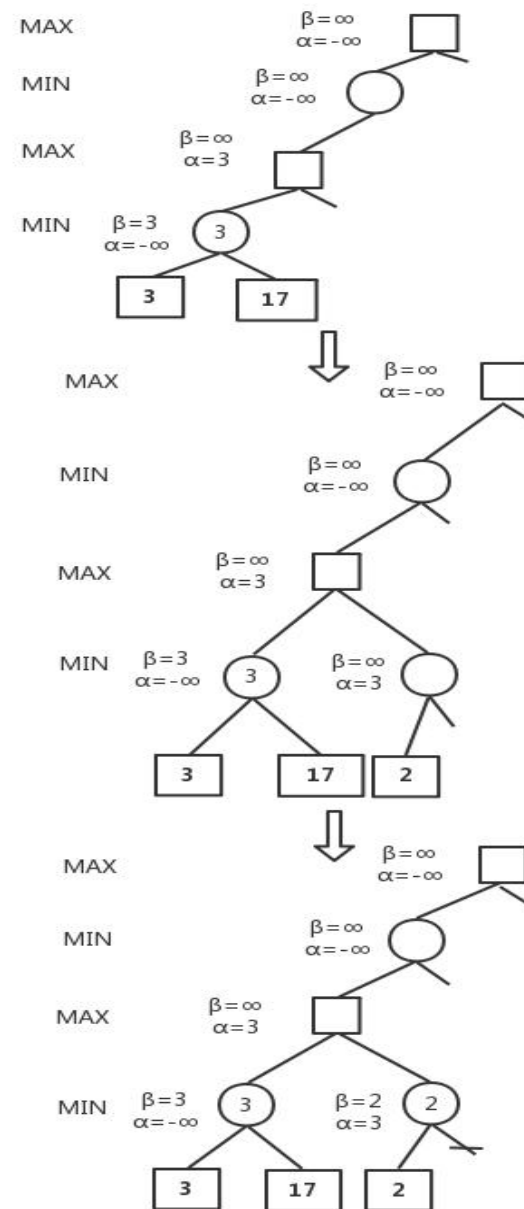 MAX
β=∞
α=-∞
MIN
β=∞
α=-∞
MAX
β=∞
α=3
MIN
β=3
α=-∞
3
3
17
MAX
β=∞
α=-∞
MIN
β=∞
α=-∞
MAX
β=∞
α=3
MIN
β=3
α=-∞
3
β=∞
α=3
3
17
2
MAX
β=∞
α=-∞
MIN
β=∞
α=-∞
MAX
β=∞
α=3
MIN
β=3
α=-∞
3
β=2
α=3
2
3
17
2